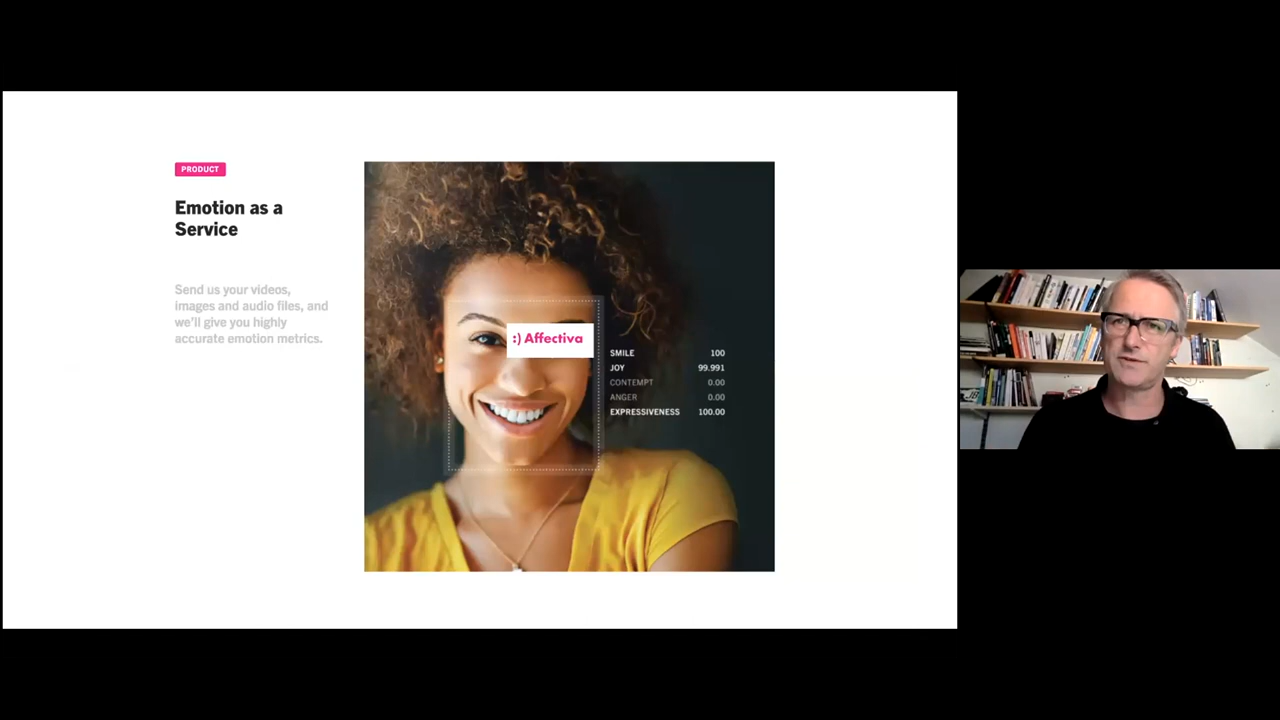 PRODUCT
Emotion as a
Service
Send us your videos,
images and audio files, and
we'll give you highly
accurate emotion metrics.
:) Affectiva
SMILE 100
JOY 99.991
CONTEMPT 0.00
ANGER 0.00
EXPRESSIVENESS 100.00